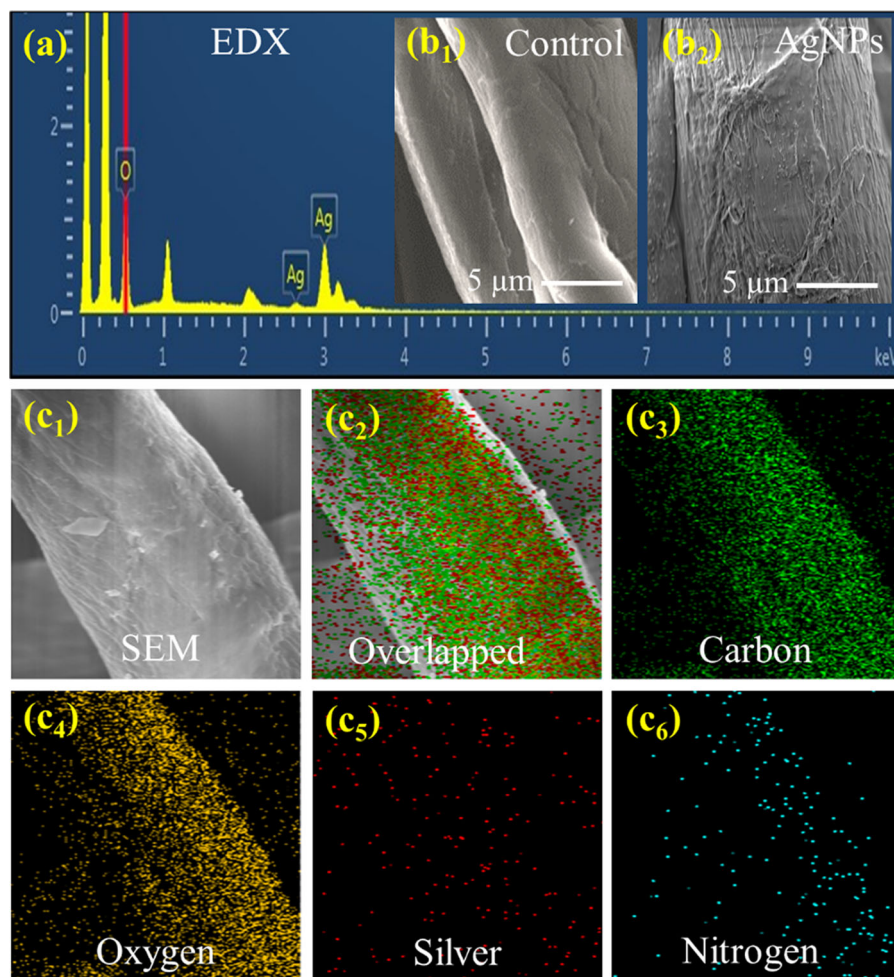 (a) EDX
(b₁) Control
(b₂) AgNPs
2
O
Ag
Ag
0
5 µm
5 µm
0 1 2 3 4 5 6 7 8 9 keV
(c₁)
(c₂)
(c₃)
SEM
Overlapped
Carbon
(c₄)
(c₅)
(c₆)
Oxygen
Silver
Nitrogen